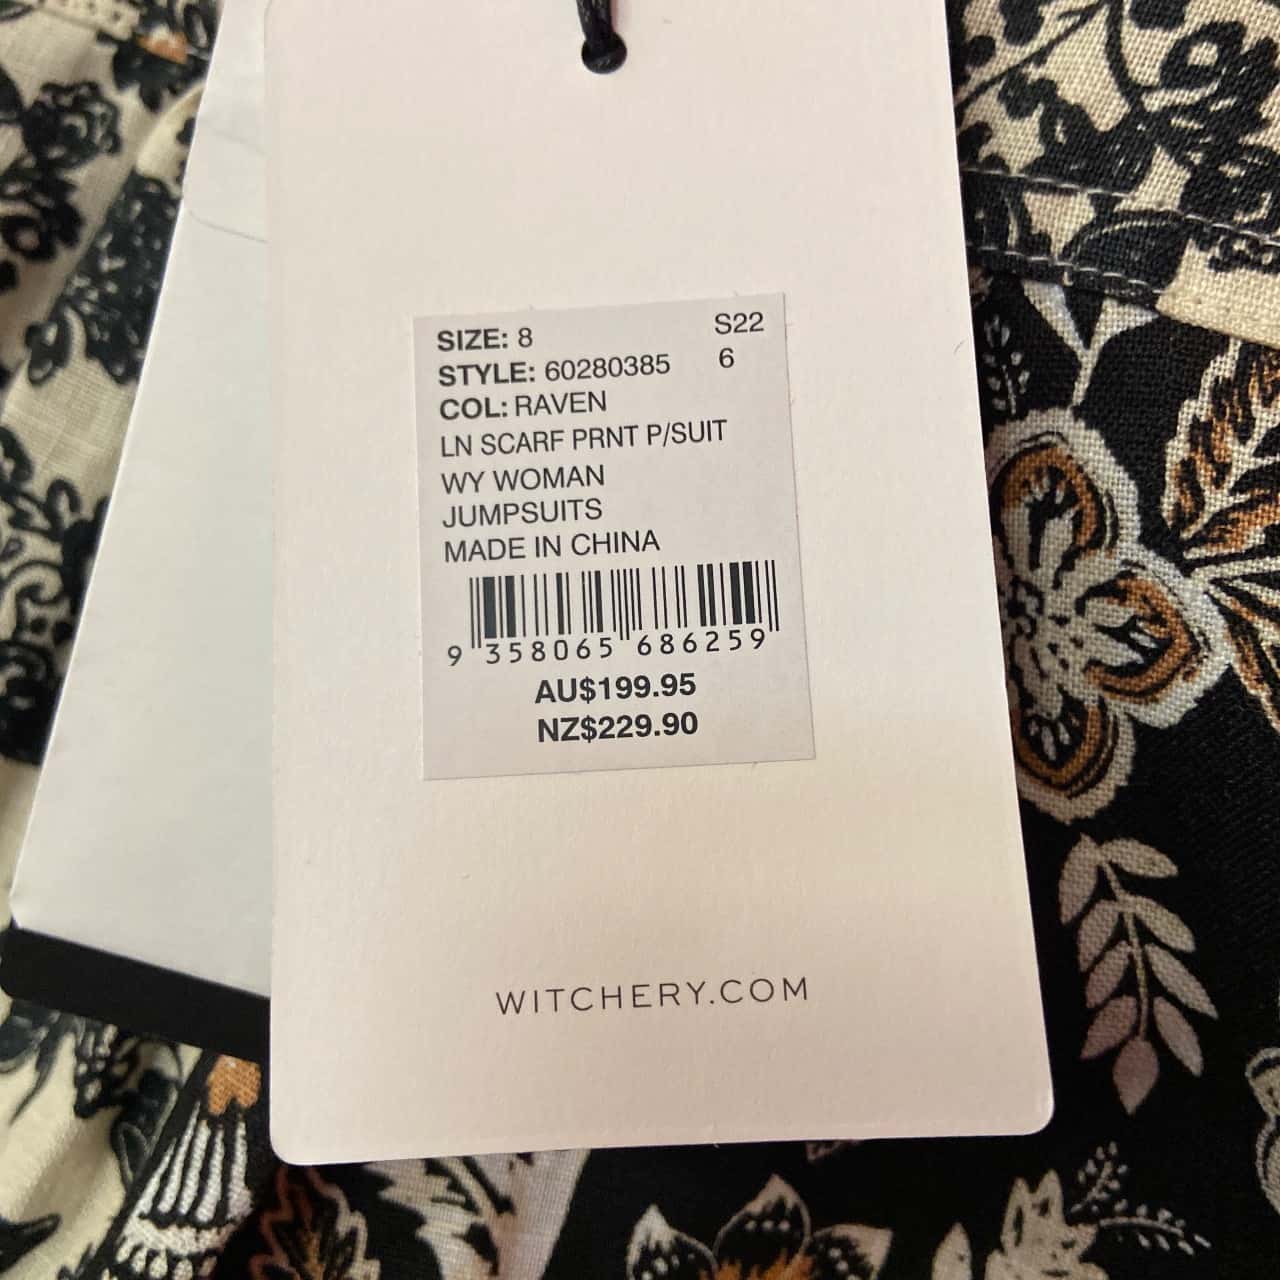 SIZE: 8 S22
STYLE: 60280385 6
COL: RAVEN
LN SCARF PRNT P/SUIT
WY WOMAN
JUMPSUITS
MADE IN CHINA
9 358065 686259
AU$199.95
NZ$229.90
WITCHERY.COM